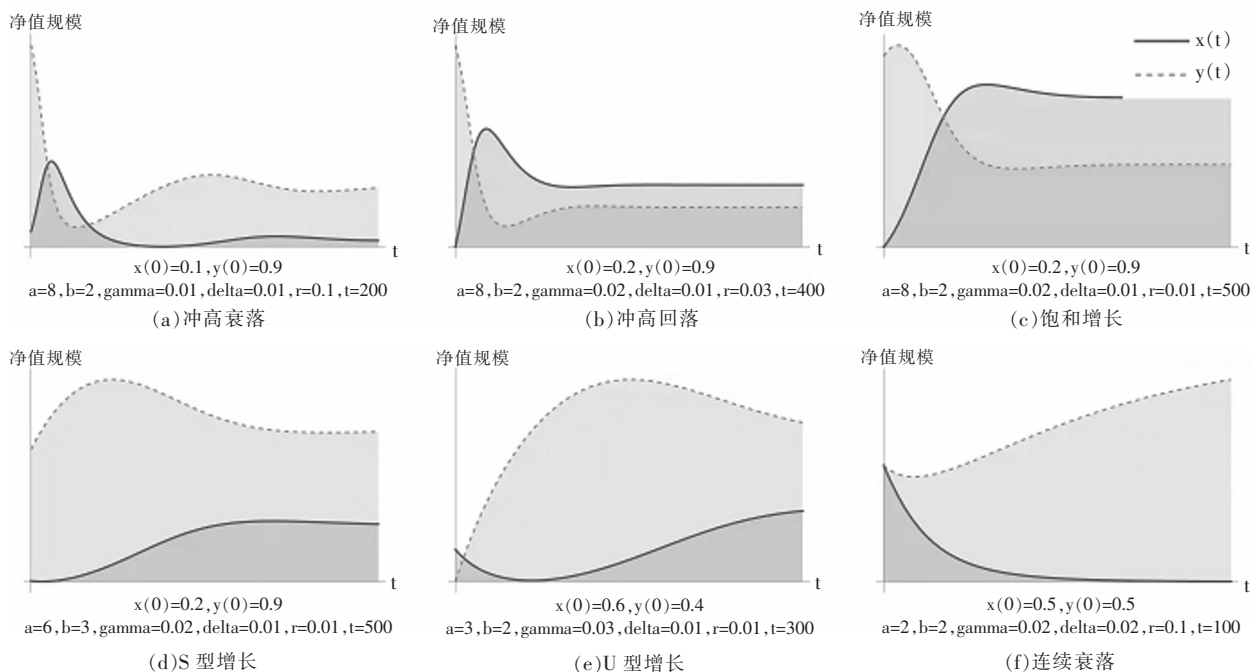 净值规模
t
x(0)=0.1,y(0)=0.9
a=8,b=2,gamma=0.01,delta=0.01,r=0.1,t=200
(a)冲高衰落
净值规模
t
x(0)=0.2,y(0)=0.9
a=8,b=2,gamma=0.02,delta=0.01,r=0.03,t=400
(b)冲高回落
净值规模
x(t)
y(t)
t
x(0)=0.2,y(0)=0.9
a=8,b=2,gamma=0.02,delta=0.01,r=0.01,t=500
(c)饱和增长
净值规模
t
x(0)=0.2,y(0)=0.9
a=6,b=3,gamma=0.02,delta=0.01,r=0.01,t=500
(d)S 型增长
净值规模
t
x(0)=0.6,y(0)=0.4
a=3,b=2,gamma=0.03,delta=0.01,r=0.01,t=300
(e)U 型增长
净值规模
t
x(0)=0.5,y(0)=0.5
a=2,b=2,gamma=0.02,delta=0.02,r=0.1,t=100
(f)连续衰落